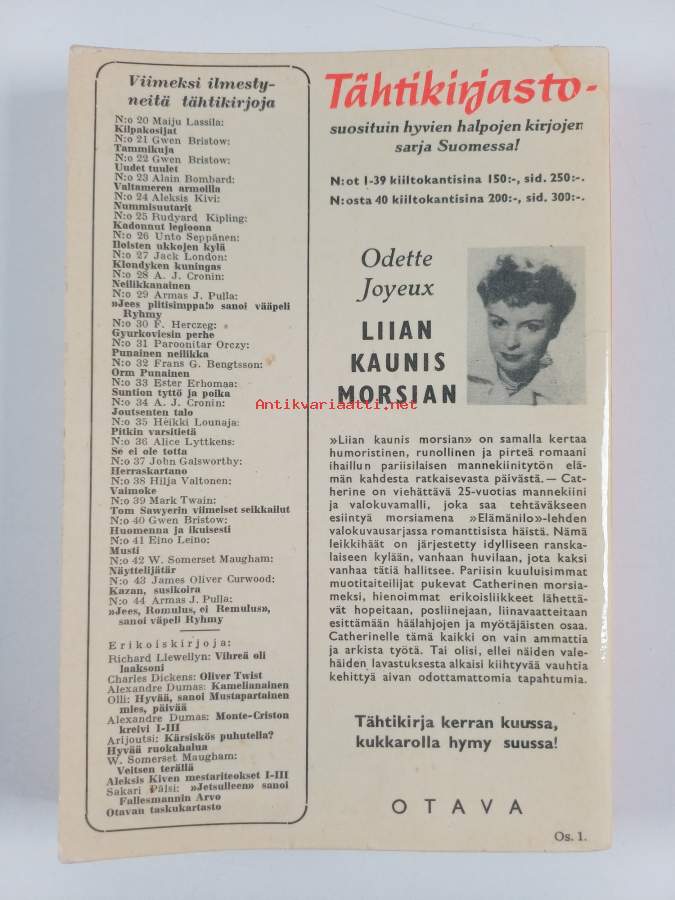 Viimeksi ilmesty-
neitä tähtikirjoja
N:o 20 Maiju Lassila:
Kilpakosijat
N:o 21 Gwen Bristow:
Tammikuja
N:o 22 Gwen Bristow:
Uudet tuulet
N:o 23 Alain Bombard:
Valtameren armoilla
N:o 24 Aleksis Kivi:
Nummisuutarit
N:o 25 Rudyard Kipling:
Kadonnut legioona
N:o 26 Unto Seppänen:
Iloisten ukkojen kylä
N:o 27 Jack London:
Klondyken kuningas
N:o 28 A. J. Cronin:
Neilikkanainen
N:o 29 Armas J. Pulla:
»Jees plitisimppa!» sanoi vääpeli
Ryhmy
N:o 30 F. Herczeg:
Gyurkoviesin perhe
N:o 31 Paroonitar Orczy:
Punainen neilikka
N:o 32 Frans G. Bengtsson:
Orm Punainen
N:o 33 Ester Erhomaa:
Suntion tyttö ja poika
N:o 34 A. J. Cronin:
Joutsenten talo
N:o 35 Heikki Lounaja:
Pitkin varsitietä
N:o 36 Alice Lyttkens:
Se ei ole totta
N:o 37 John Galsworthy:
Herraskartano
N:o 38 Hilja Valtonen:
Vaimoke
N:o 39 Mark Twain:
Tom Sawyerin viimeiset seikkailut
N:o 40 Gwen Bristow:
Huomenna ja ikuisesti
N:o 41 Eino Leino:
Musti
N:o 42 W. Somerset Maugham:
Näyttelijätär
N:o 43 James Oliver Curwood:
Kazan, susikoira
N:o 44 Armas J. Pulla:
»Jees, Romulus, ei Remulus»,
sanoi väpeli Ryhmy
Erikoiskirjoja:
Richard Llewellyn: Vihreä oli
laaksoni
Charles Dickens: Oliver Twist
Alexandre Dumas: Kamelianainen
Olli: Hyvää, sanoi Mustapartainen
mies, päivää
Alexandre Dumas: Monte-Criston
kreivi I-III
Arijoutsi: Kärsiskös puhutella?
Hyvää ruokahalua
W. Somerset Maugham:
Veitsen terällä
Aleksis Kiven mestariteokset I-III
Sakari Pälsi: »Jetsulleen» sanoi
Fallesmannin Arvo
Otavan taskukartasto
Tähtikirjasto-
suosituin hyvien halpojen kirjojen
sarja Suomessa!
N:ot 1-39 kiiltokantisina 150:-, sid. 250:-.
N:osta 40 kiiltokantisina 200:-, sid. 300:-.
Odette
Joyeux
LIIAN
KAUNIS
MORSIAN
Antikvariaatti.net
»Liian kaunis morsian» on samalla kertaa
humoristinen, runollinen ja pirteä romaani
ihaillun pariisilaisen mannekiinitytön elä-
män kahdesta ratkaisevasta päivästä. — Cat-
herine on viehättävä 25-vuotias mannekiini
ja valokuvamalli, joka saa tehtäväkseen
esiintyä morsiamena »Elämänilo»-lehden
valokuvausarjassa romanttisista häistä. Nämä
leikkihäät on järjestetty idylliseen ranska-
laiseen kylään, vanhaan huvilaan, jota kaksi
vanhaa tätiä hallitsee. Pariisin kuuluisimmat
muotitaiteilijat pukevat Catherinen morsia-
meksi, hienoimmat erikoisliikkeet lähettä-
vät hopeitaan, posliinejaan, liinavaatteitaan
esittämään häälahjojen ja myötäjäisten osaa.
Catherinelle tämä kaikki on vain ammattia
ja arkista työtä. Tai olisi, ellei näiden vale-
häiden lavastuksesta alkaisi kiihtyvää vauhtia
kehittyä aivan odottamattomia tapahtumia.
Tähtikirja kerran kuussa,
kukkarolla hymy suussa!
OTAVA
Os. 1.